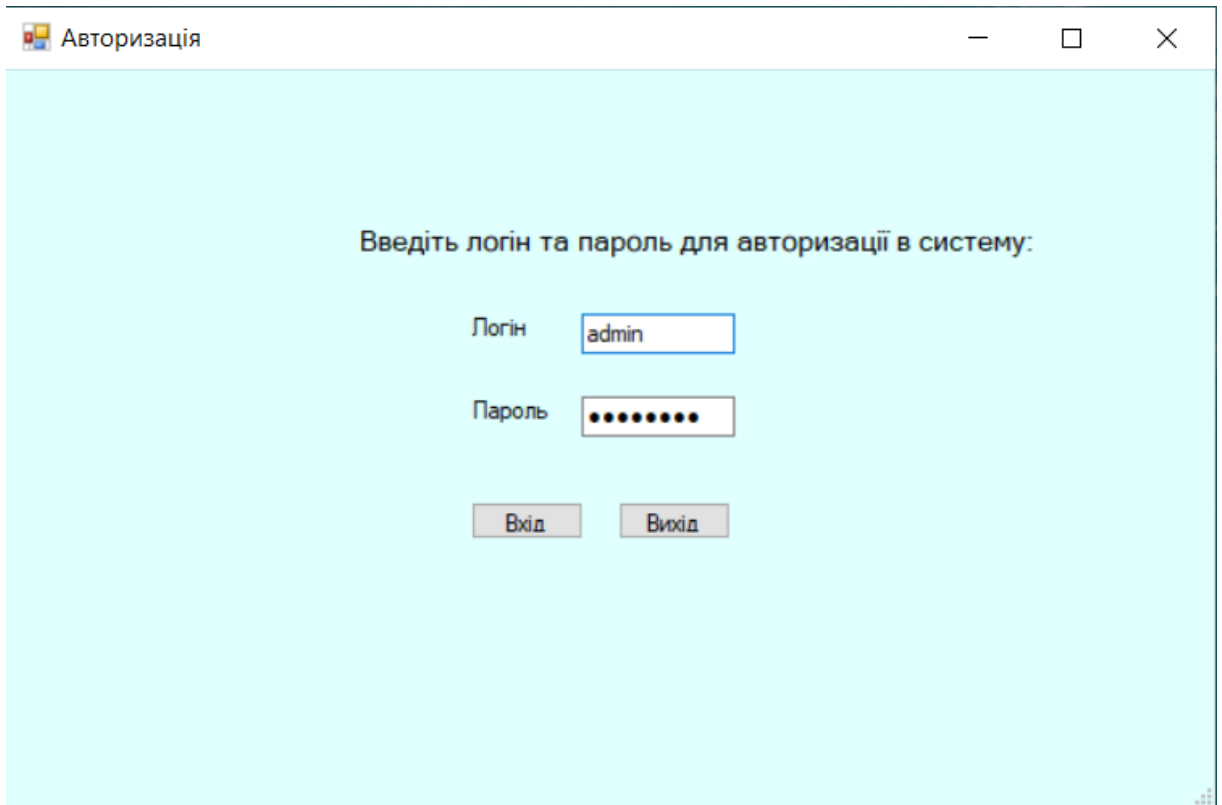 Авторизація
Введіть логін та пароль для авторизації в систему:
Логін admin
Пароль ●●●●●●●●
Вхід Вихід